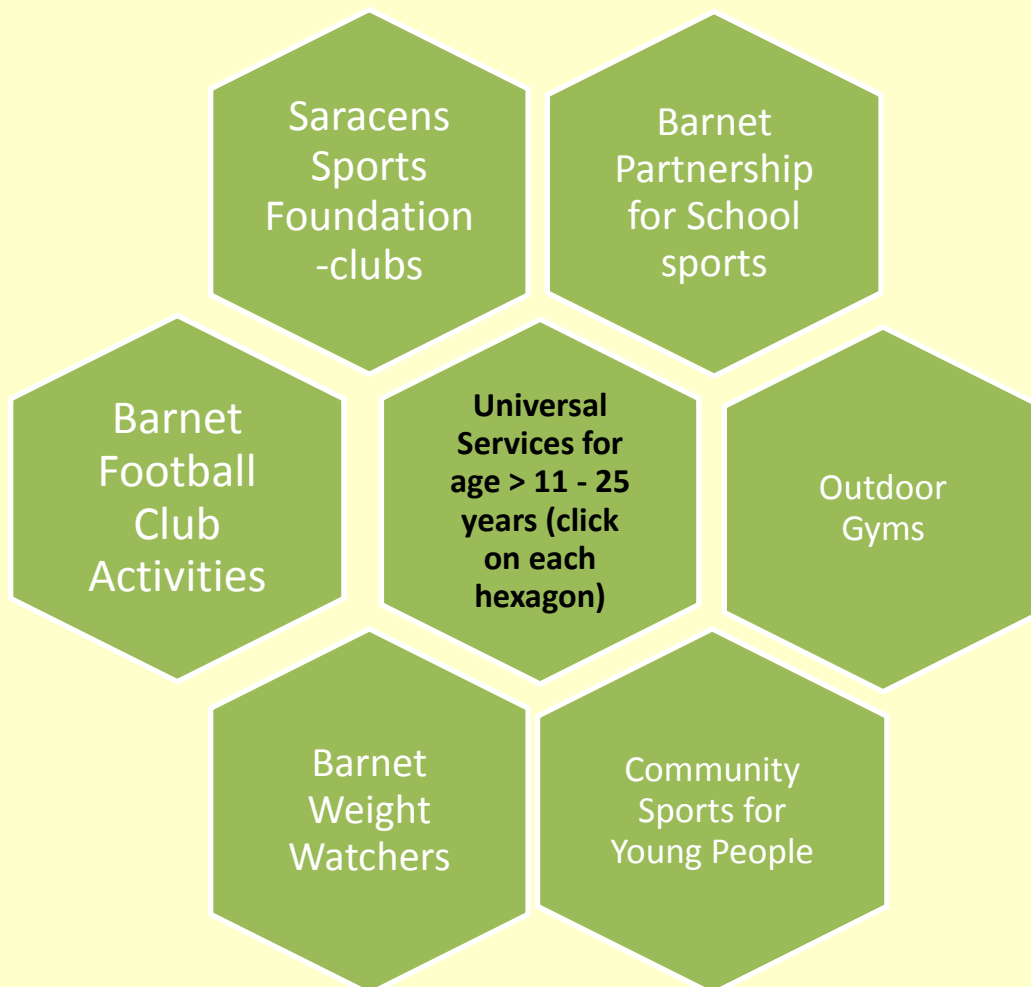 Saracens
Sports
Foundation
-clubs
Barnet
Partnership
for School
sports
Barnet
Football
Club
Activities
Universal
Services for
age > 11 - 25
years (click
on each
hexagon)
Outdoor
Gyms
Barnet
Weight
Watchers
Community
Sports for
Young People